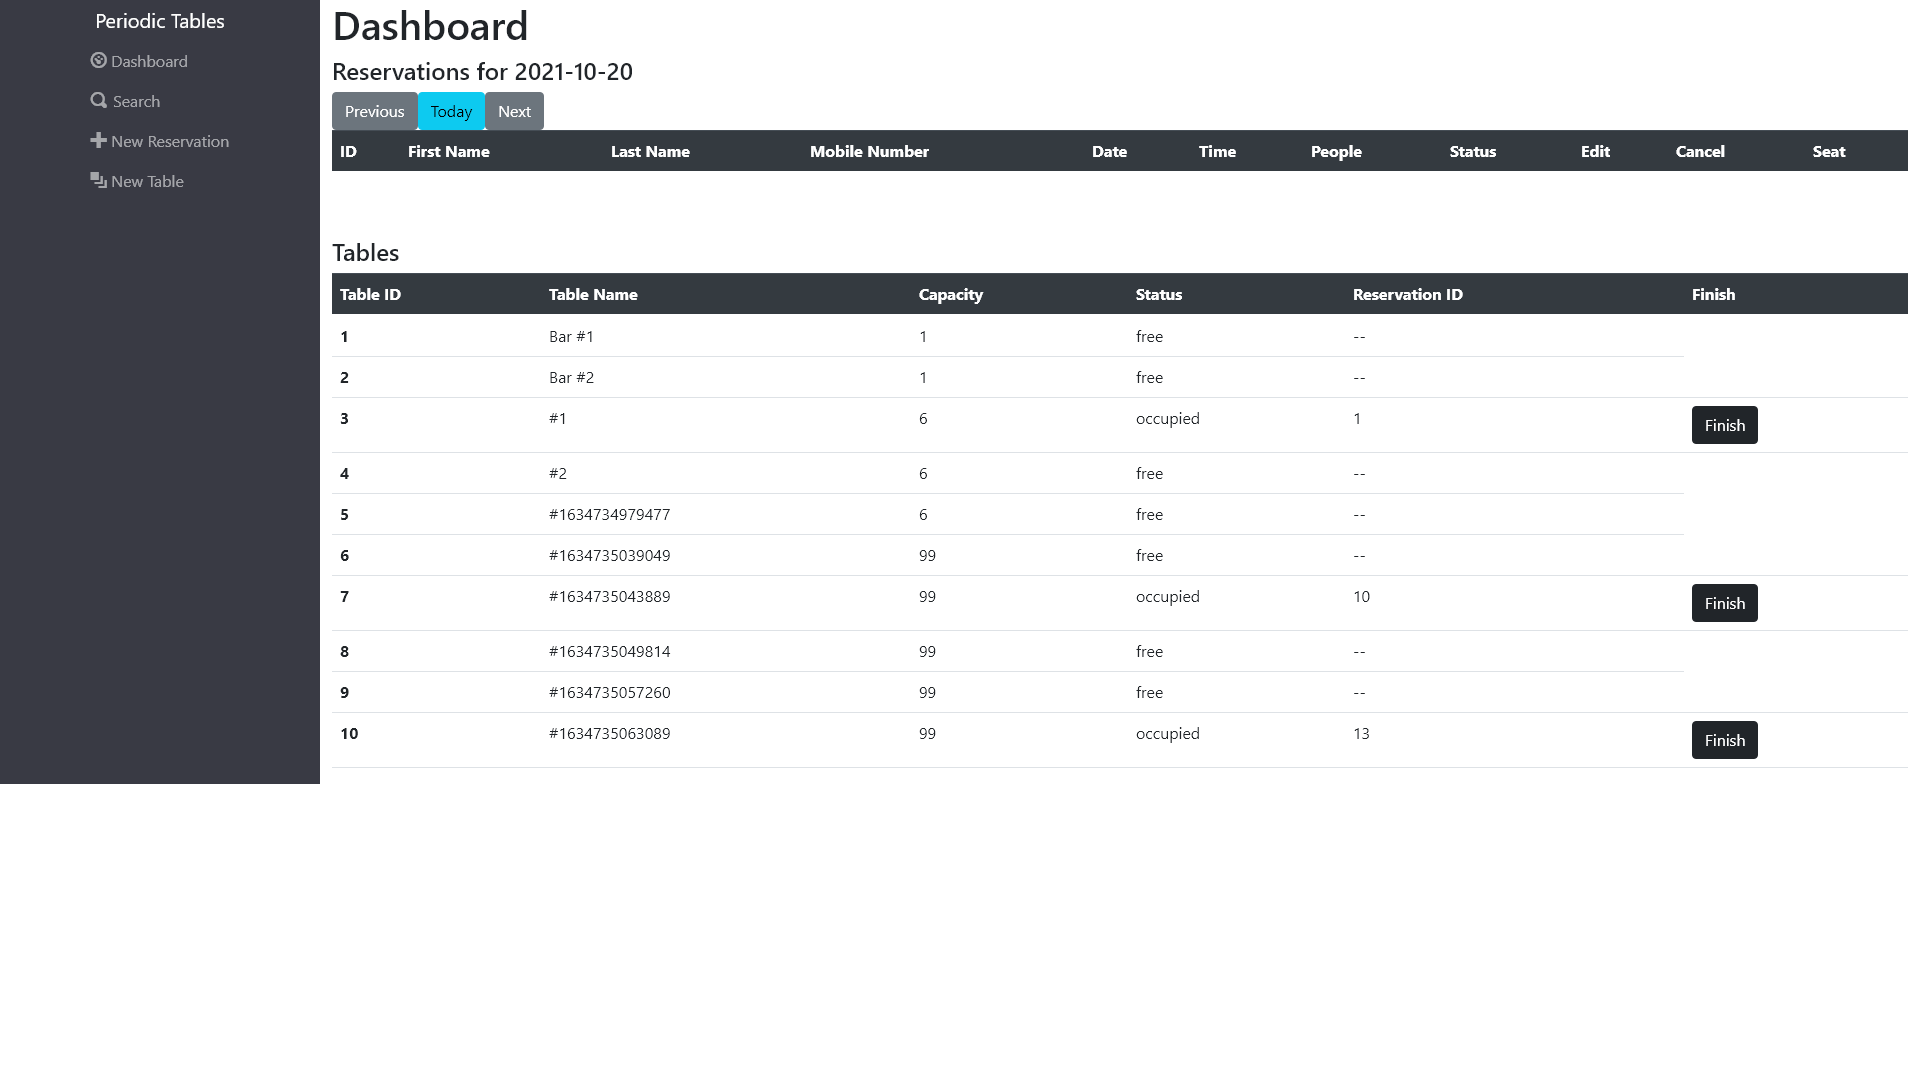 Periodic Tables
Dashboard
Search
New Reservation
New Table
Dashboard
Reservations for 2021-10-20
Previous Today Next
ID First Name Last Name Mobile Number Date Time People Status Edit Cancel Seat
Tables
Table ID Table Name Capacity Status Reservation ID Finish
1 Bar #1 1 free --
2 Bar #2 1 free --
3 #1 6 occupied 1 Finish
4 #2 6 free --
5 #1634734979477 6 free --
6 #1634735039049 99 free --
7 #1634735043889 99 occupied 10 Finish
8 #1634735049814 99 free --
9 #1634735057260 99 free --
10 #1634735063089 99 occupied 13 Finish